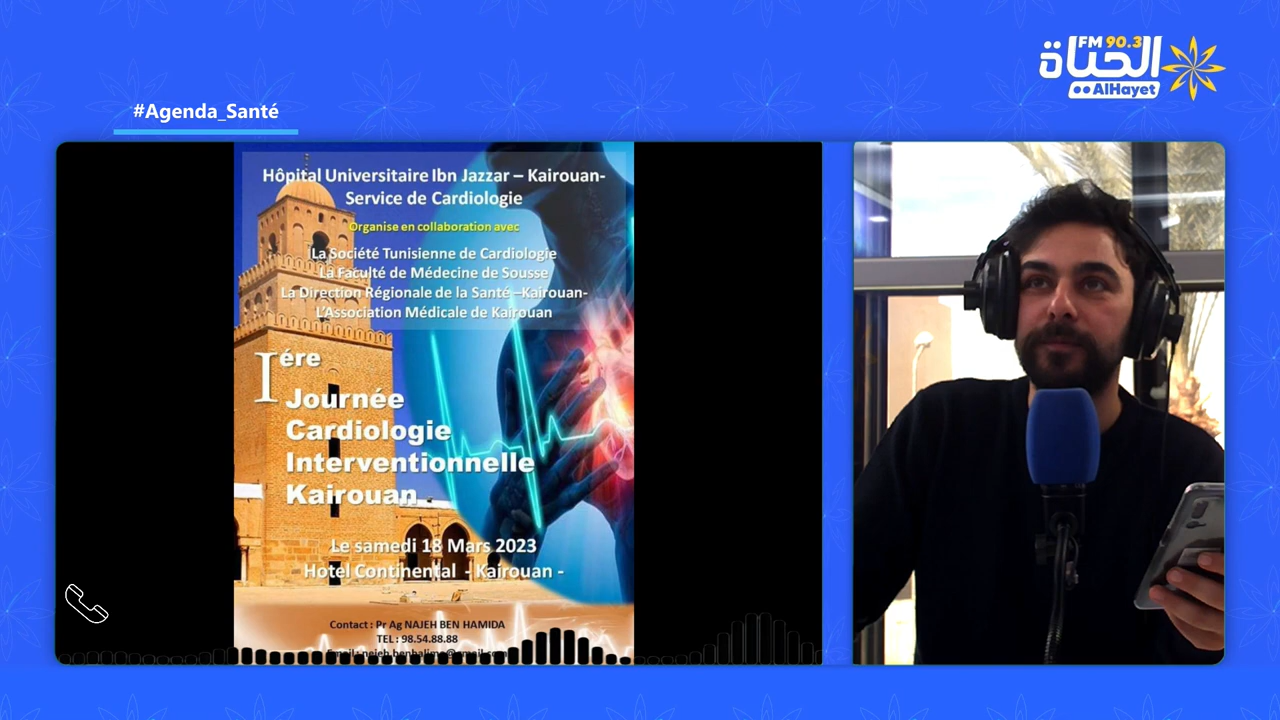 FM 90.3
الحياة
AlHayet
#Agenda_Santé
Hôpital Universitaire Ibn Jazzar – Kairouan-
Service de Cardiologie
Organise en collaboration avec
La Société Tunisienne de Cardiologie
La Faculté de Médecine de Sousse
La Direction Régionale de la Santé –Kairouan-
L'Association Médicale de Kairouan
Iére
Journée
Cardiologie
Interventionnelle
Kairouan
Le samedi 18 Mars 2023
Hotel Continental - Kairouan -
Contact : Pr Ag NAJEH BEN HAMIDA
TEL : 98.54.88.88